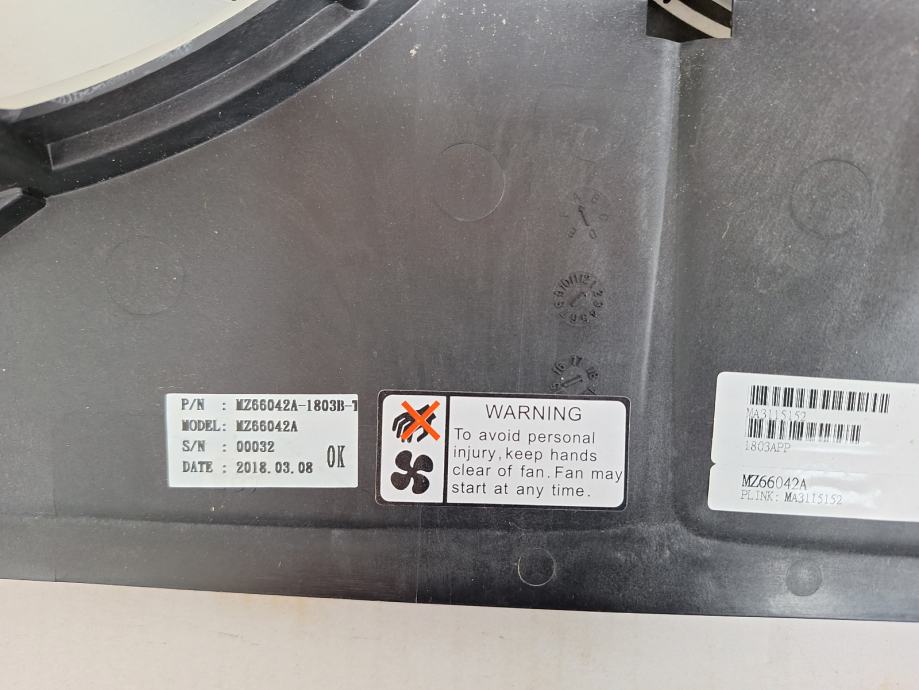 P/N : MZ66042A-1803B-1
MODEL: MZ66042A
S/N : 00032
DATE : 2018.03.08
OK
WARNING
To avoid personal
injury, keep hands
clear of fan. Fan may
start at any time.
MA3115152
1803APP
MZ66042A
PLINK: MA3115152